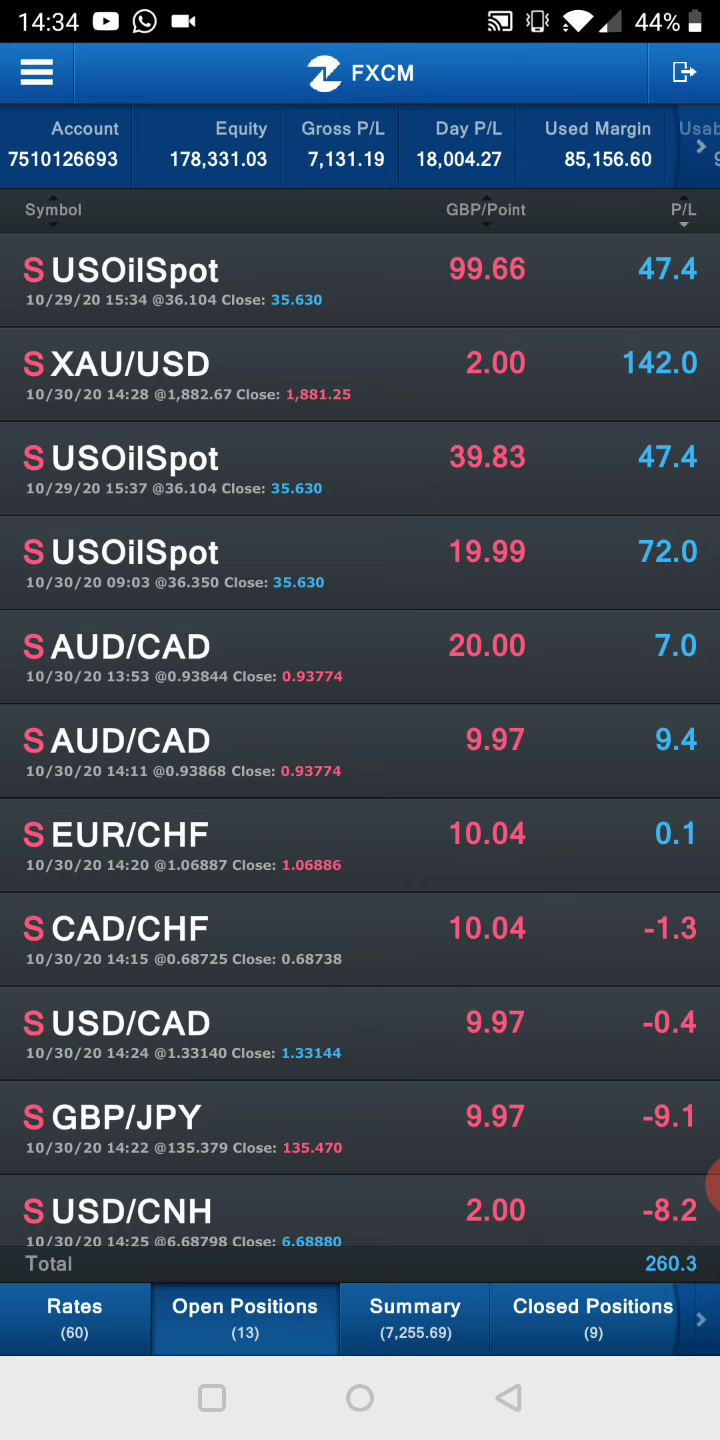 14:34 44%
FXCM
Account Equity Gross P/L Day P/L Used Margin Usab
7510126693 178,331.03 7,131.19 18,004.27 85,156.60
Symbol GBP/Point P/L
S USOilSpot 99.66 47.4
10/29/20 15:34 @36.104 Close: 35.630
S XAU/USD 2.00 142.0
10/30/20 14:28 @1,882.67 Close: 1,881.25
S USOilSpot 39.83 47.4
10/29/20 15:37 @36.104 Close: 35.630
S USOilSpot 19.99 72.0
10/30/20 09:03 @36.350 Close: 35.630
S AUD/CAD 20.00 7.0
10/30/20 13:53 @0.93844 Close: 0.93774
S AUD/CAD 9.97 9.4
10/30/20 14:11 @0.93868 Close: 0.93774
S EUR/CHF 10.04 0.1
10/30/20 14:20 @1.06887 Close: 1.06886
S CAD/CHF 10.04 -1.3
10/30/20 14:15 @0.68725 Close: 0.68738
S USD/CAD 9.97 -0.4
10/30/20 14:24 @1.33140 Close: 1.33144
S GBP/JPY 9.97 -9.1
10/30/20 14:22 @135.379 Close: 135.470
S USD/CNH 2.00 -8.2
10/30/20 14:25 @6.68798 Close: 6.68880
Total 260.3
Rates Open Positions Summary Closed Positions
(60) (13) (7,255.69) (9)